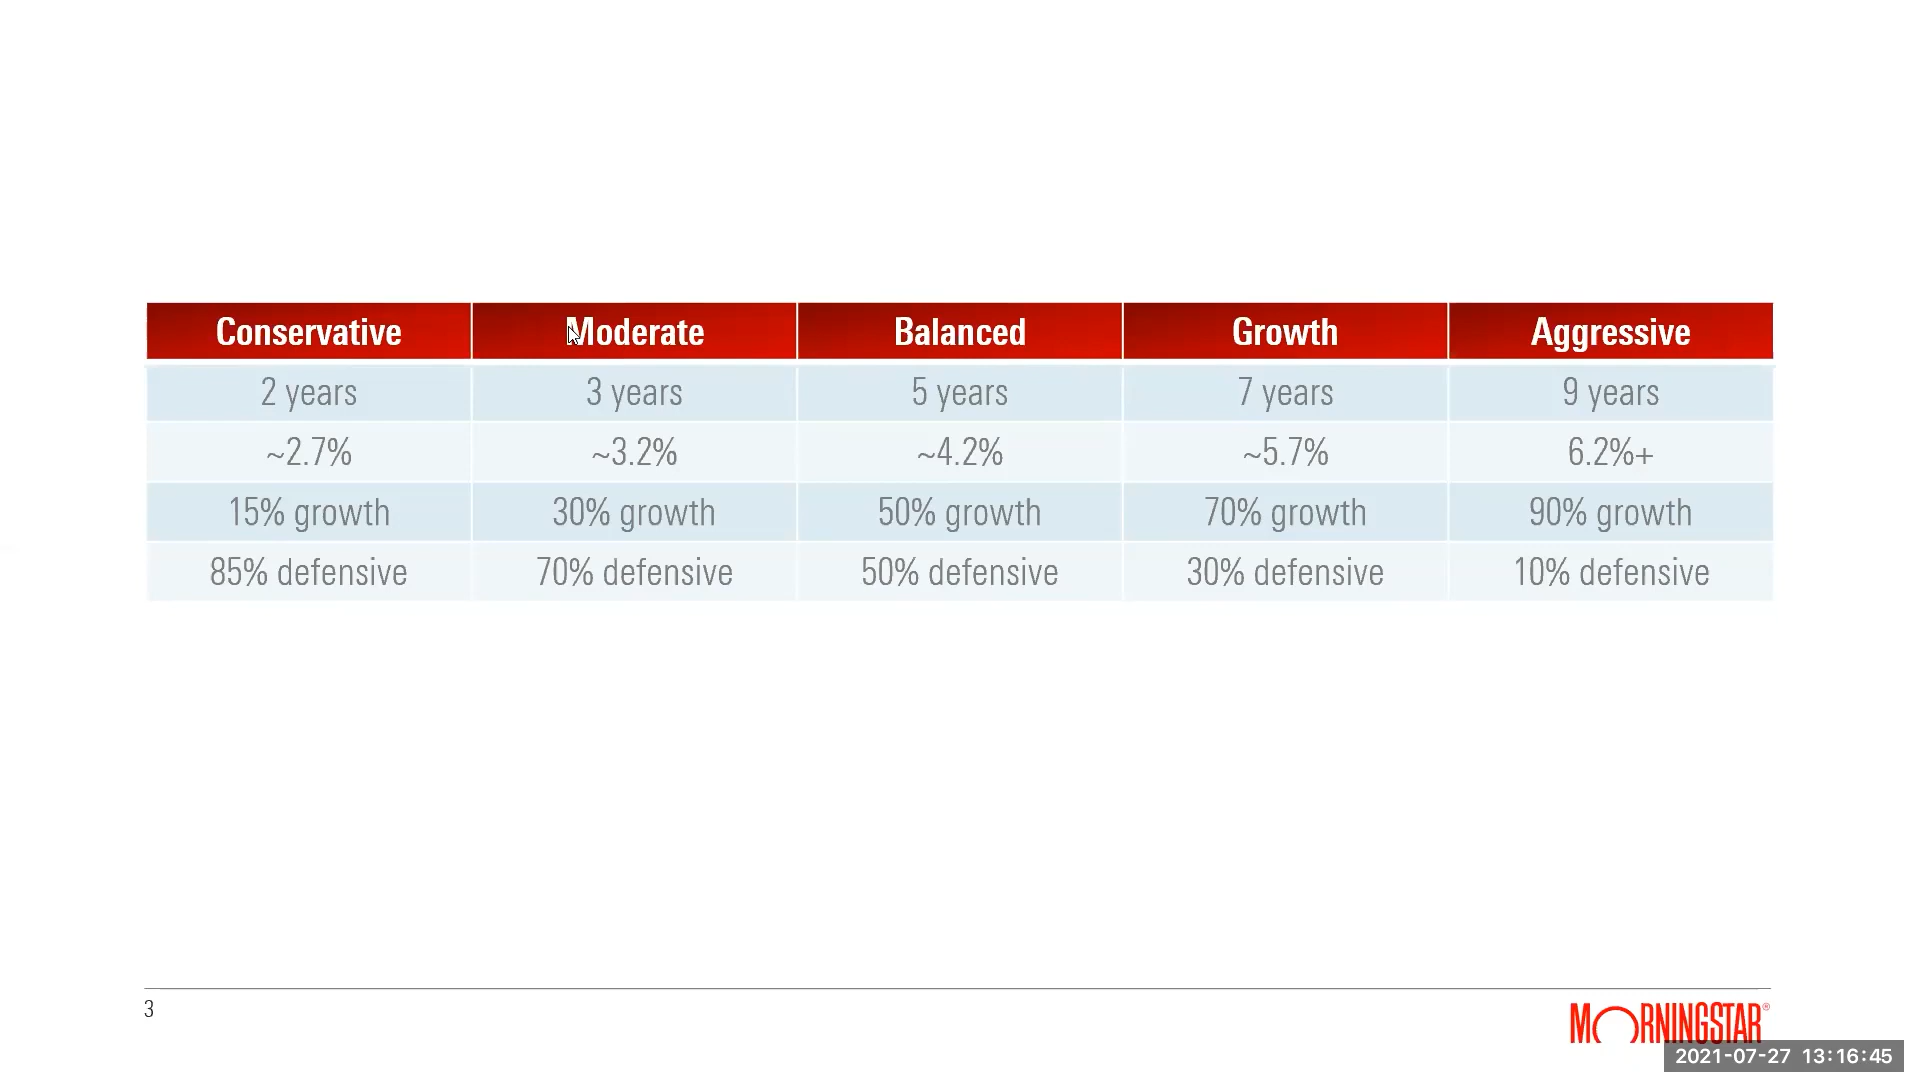 Conservative Moderate Balanced Growth Aggressive
2 years 3 years 5 years 7 years 9 years
~2.7% ~3.2% ~4.2% ~5.7% 6.2%+
15% growth 30% growth 50% growth 70% growth 90% growth
85% defensive 70% defensive 50% defensive 30% defensive 10% defensive
3
MORNINGSTAR®
2021-07-27 13:16:45